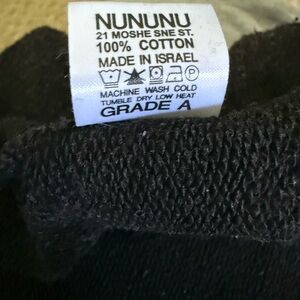 NUNUNU
21 MOSHE SNE ST.
100% COTTON
MADE IN ISRAEL
MACHINE WASH COLD
TUMBLE DRY LOW HEAT
GRADE A